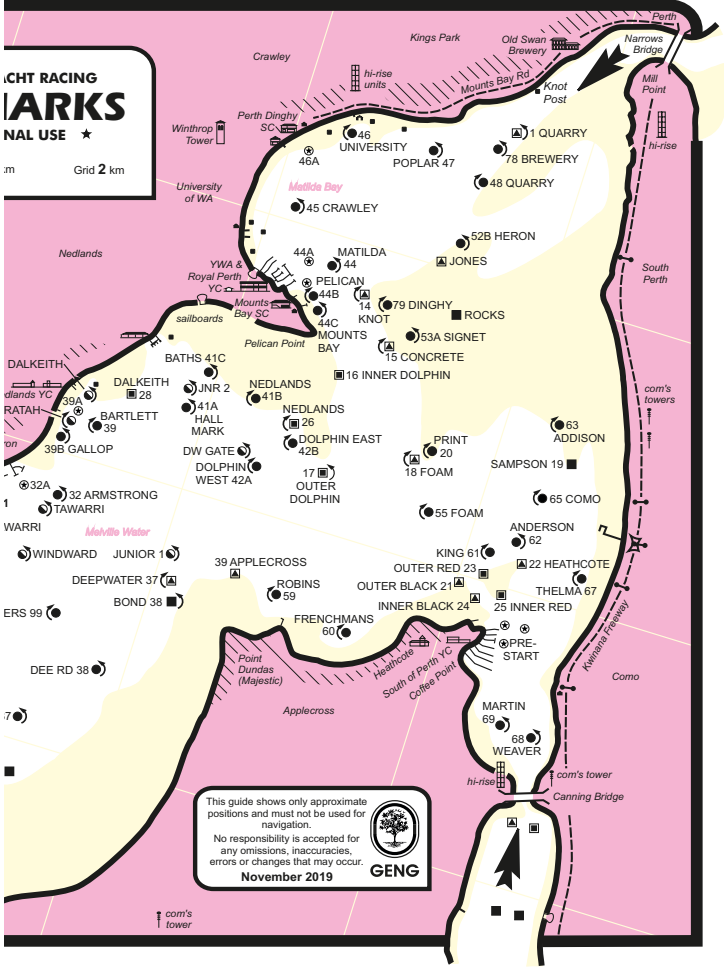 Perth
Kings Park
Old Swan
Brewery
Narrows
Bridge
Crawley
ACHT RACING
MARKS
NAL USE ★
km
Grid 2 km
hi-rise
units
Mounts Bay Rd
Knot
Post
Mill
Point
hi-rise
Perth Dinghy
SC
Winthrop
Tower
46
UNIVERSITY
46A
POPLAR 47
1 QUARRY
78 BREWERY
48 QUARRY
University
of WA
Matilda Bay
45 CRAWLEY
52B HERON
JONES
Nedlands
44A
MATILDA
44
YWA &
Royal Perth
YC
PELICAN
44B
14
KNOT
79 DINGHY
ROCKS
South
Perth
Mounts
Bay SC
44C
MOUNTS
BAY
53A SIGNET
15 CONCRETE
sailboards
Pelican Point
DALKEITH
BATHS 41C
16 INNER DOLPHIN
edlands YC
DALKEITH
28
JNR 2
NEDLANDS
41B
com's
towers
39A
RATAH
BARTLETT
39
41A
HALL
MARK
NEDLANDS
26
63
ADDISON
ron
39B GALLOP
DW GATE
DOLPHIN EAST
42B
PRINT
20
DOLPHIN
WEST 42A
17
OUTER
DOLPHIN
18 FOAM
SAMPSON 19
32A
32 ARMSTRONG
TAWARRI
65 COMO
1
WARRI
Melville Water
55 FOAM
ANDERSON
62
WINDWARD
JUNIOR 1
KING 61
39 APPLECROSS
OUTER RED 23
22 HEATHCOTE
DEEPWATER 37
OUTER BLACK 21
THELMA 67
BOND 38
ROBINS
59
INNER BLACK 24
25 INNER RED
ERS 99
FRENCHMANS
60
PRE-
START
Kwinana Freeway
Point
Dundas
(Majestic)
Heathcote
South of Perth YC
Coffee Point
DEE RD 38
Como
Applecross
MARTIN
69
68
WEAVER
hi-rise
com's tower
Canning Bridge
This guide shows only approximate
positions and must not be used for
navigation.
No responsibility is accepted for
any omissions, inaccuracies,
errors or changes that may occur.
November 2019
GENG
com's
tower